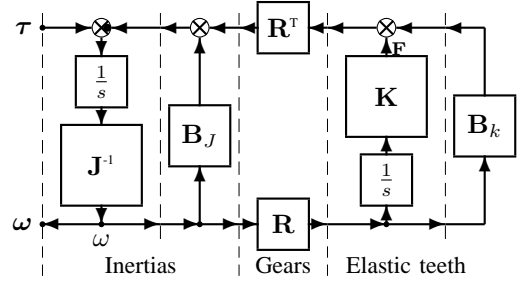 τ
R^T
F
1/s
K
B_J
B_k
J^-1
1/s
ω
R
ω
Inertias Gears Elastic teeth